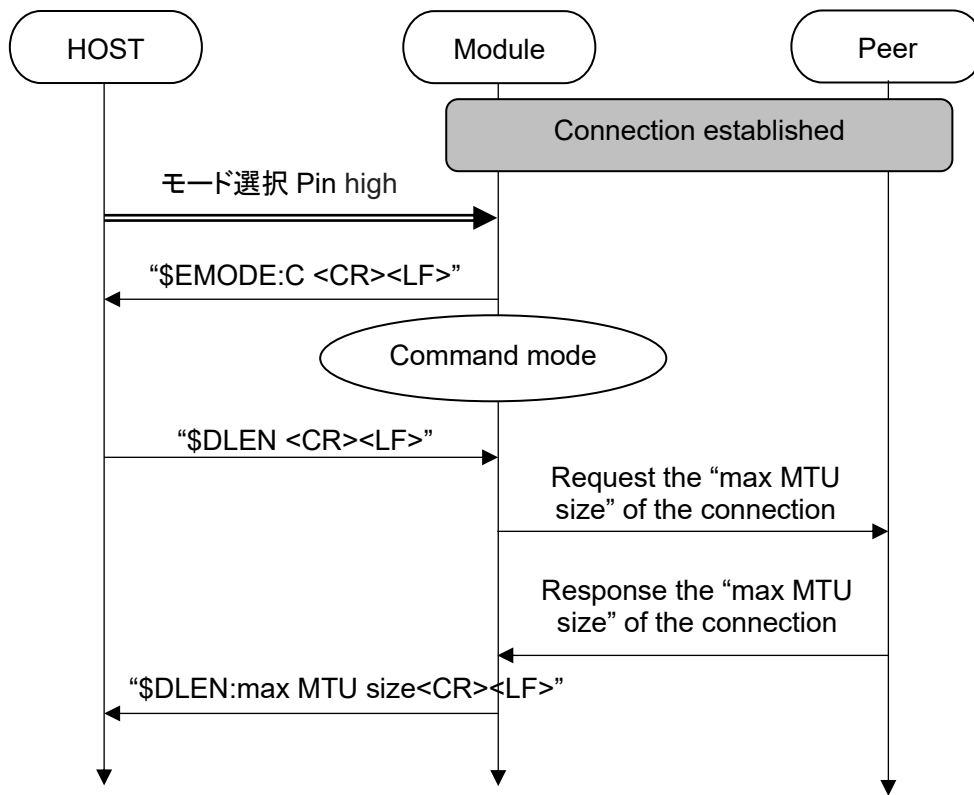 HOST
Module
Peer
Connection established
モード選択 Pin high
“$EMODE:C <CR><LF>”
Command mode
“$DLEN <CR><LF>”
Request the “max MTU
size” of the connection
Response the “max MTU
size” of the connection
“$DLEN:max MTU size<CR><LF>”